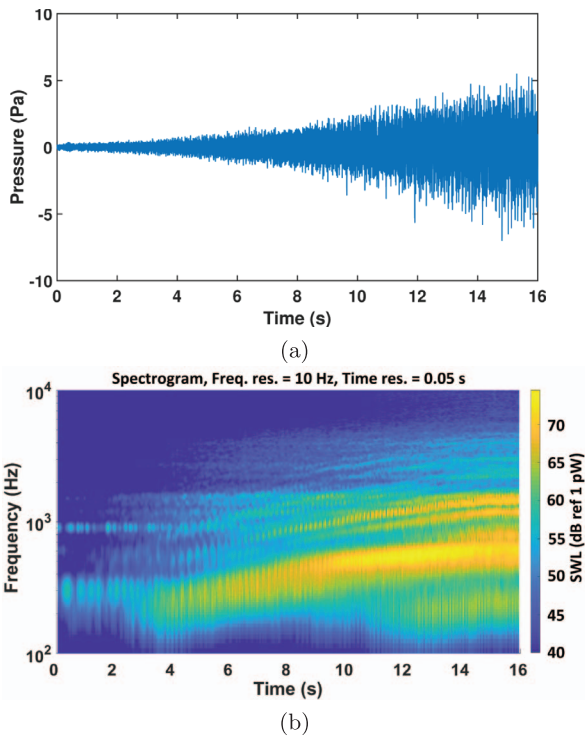 10
5
0
-5
-10
Pressure (Pa)
0 2 4 6 8 10 12 14 16
Time (s)
(a)
Spectrogram, Freq. res. = 10 Hz, Time res. = 0.05 s
10^4
10^3
10^2
Frequency (Hz)
0 2 4 6 8 10 12 14 16
Time (s)
70
65
60
55
50
45
40
SWL (dB ref 1 pW)
(b)